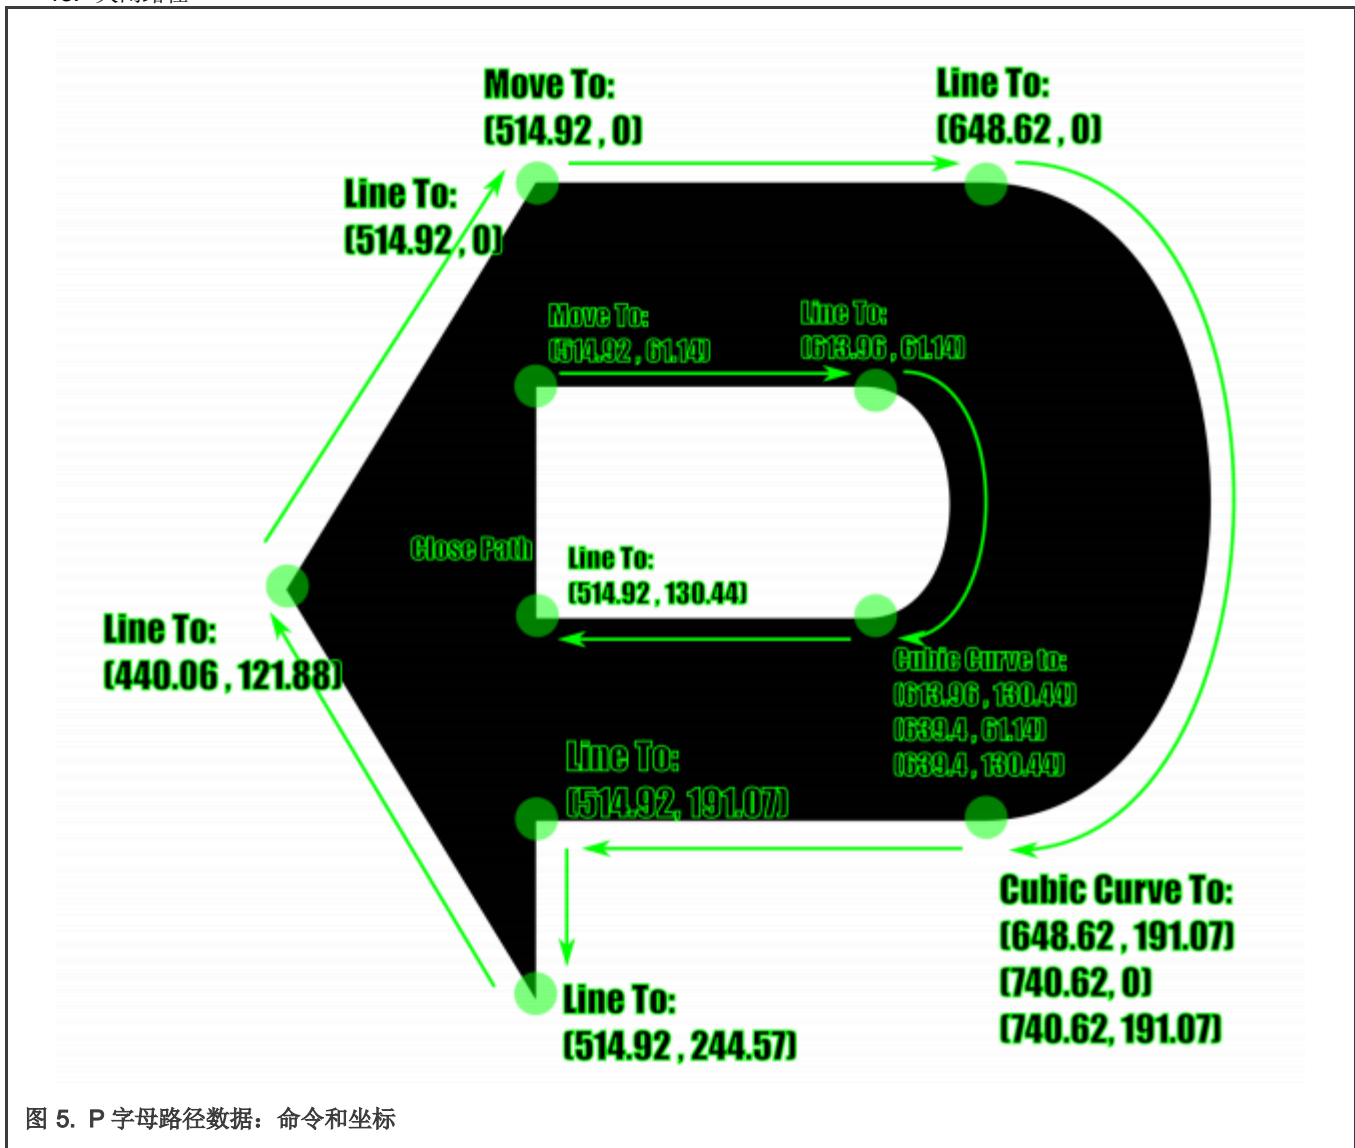 Move To:
(514.92 , 0)
Line To:
(648.62 , 0)
Line To:
(514.92 , 0)
Move To:
(514.92 , 61.14)
Line To:
(613.96 , 61.14)
Close Path
Line To:
(514.92 , 130.44)
Line To:
(440.06 , 121.88)
Cubic Curve to:
(613.96 , 130.44)
(639.4 , 61.14)
(639.4 , 130.44)
Line To:
(514.92, 191.07)
Cubic Curve To:
(648.62 , 191.07)
(740.62, 0)
(740.62, 191.07)
Line To:
(514.92 , 244.57)
图 5. P 字母路径数据：命令和坐标